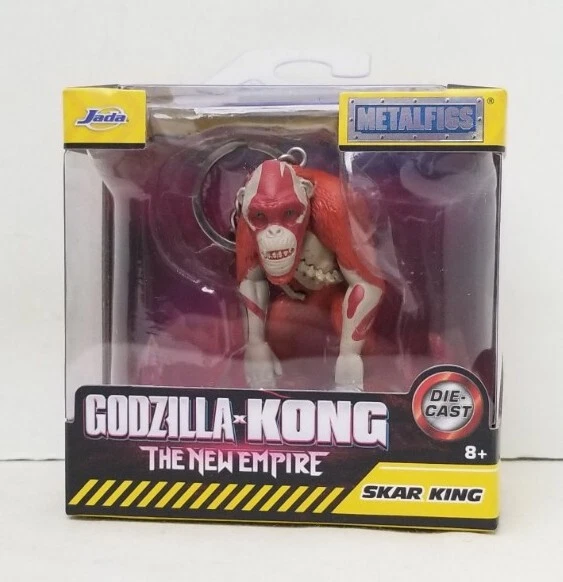 Jada
METALFIGS®
GODZILLA x KONG
THE NEW EMPIRE
DIE-
CAST
8+
SKAR KING